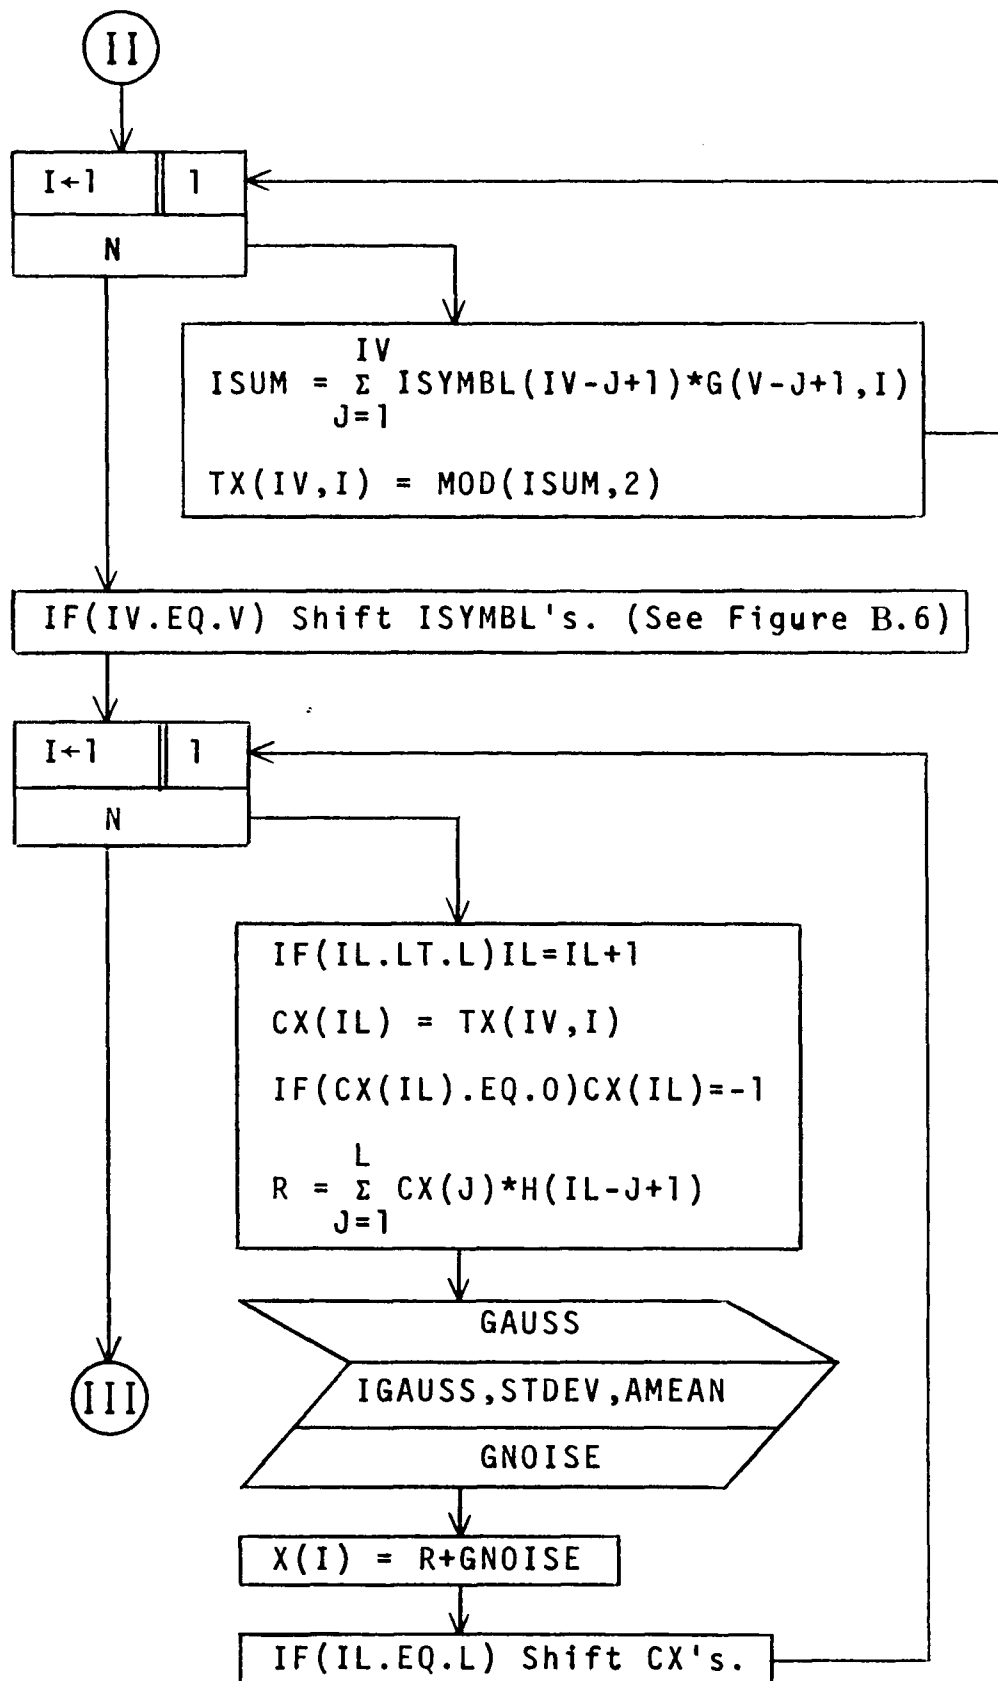 II
I←1 1
N
IV
ISUM = Σ ISYMBL(IV-J+1)*G(V-J+1,I)
J=1
TX(IV,I) = MOD(ISUM,2)
IF(IV.EQ.V) Shift ISYMBL's. (See Figure B.6)
I←1 1
N
IF(IL.LT.L)IL=IL+1
CX(IL) = TX(IV,I)
IF(CX(IL).EQ.0)CX(IL)=-1
L
R = Σ CX(J)*H(IL-J+1)
J=1
GAUSS
IGAUSS,STDEV,AMEAN
III
GNOISE
X(I) = R+GNOISE
IF(IL.EQ.L) Shift CX's.